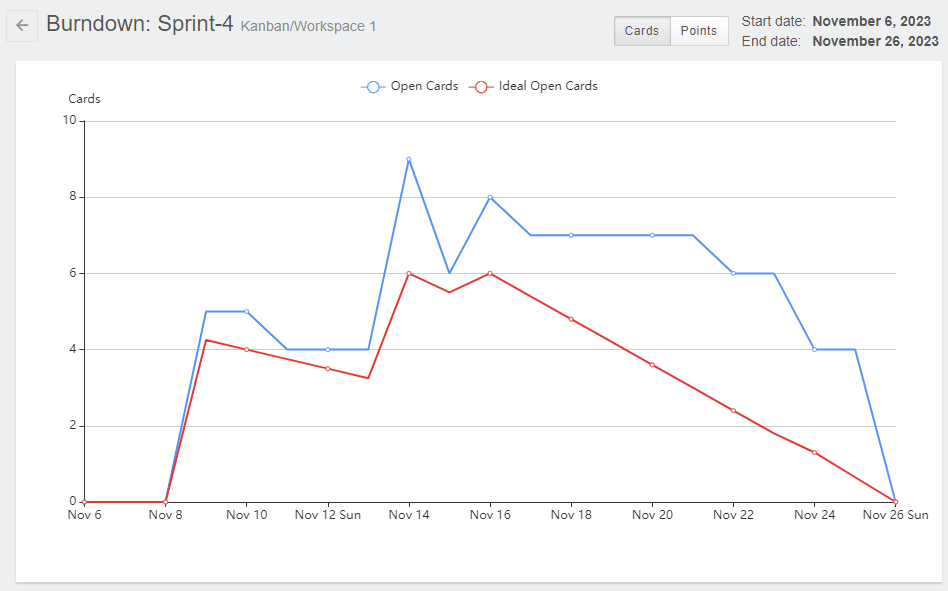 Burndown: Sprint-4 Kanban/Workspace 1
Cards Points
Start date: November 6, 2023
End date: November 26, 2023
Open Cards Ideal Open Cards
Cards
10
8
6
4
2
0
Nov 6 Nov 8 Nov 10 Nov 12 Sun Nov 14 Nov 16 Nov 18 Nov 20 Nov 22 Nov 24 Nov 26 Sun